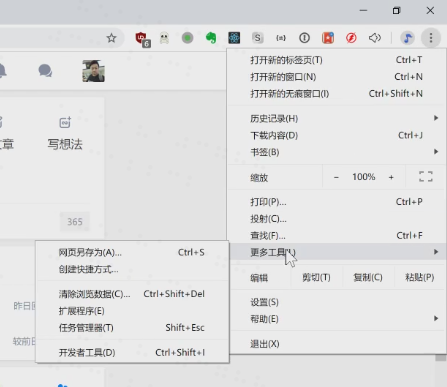 6
打开新的标签页(T) Ctrl+T
打开新的窗口(N) Ctrl+N
打开新的无痕窗口(I) Ctrl+Shift+N
历史记录(H)
下载内容(D) Ctrl+J
书签(B)
缩放 − 100% +
打印(P)... Ctrl+P
投射(C)...
查找(F)... Ctrl+F
更多工具(L)
编辑 剪切(T) 复制(C) 粘贴(P)
设置(S)
帮助(E)
退出(X)
网页另存为(A)... Ctrl+S
创建快捷方式...
清除浏览数据(C)... Ctrl+Shift+Del
扩展程序(E)
任务管理器(T) Shift+Esc
开发者工具(D) Ctrl+Shift+I
章 写想法
365
昨日
较前